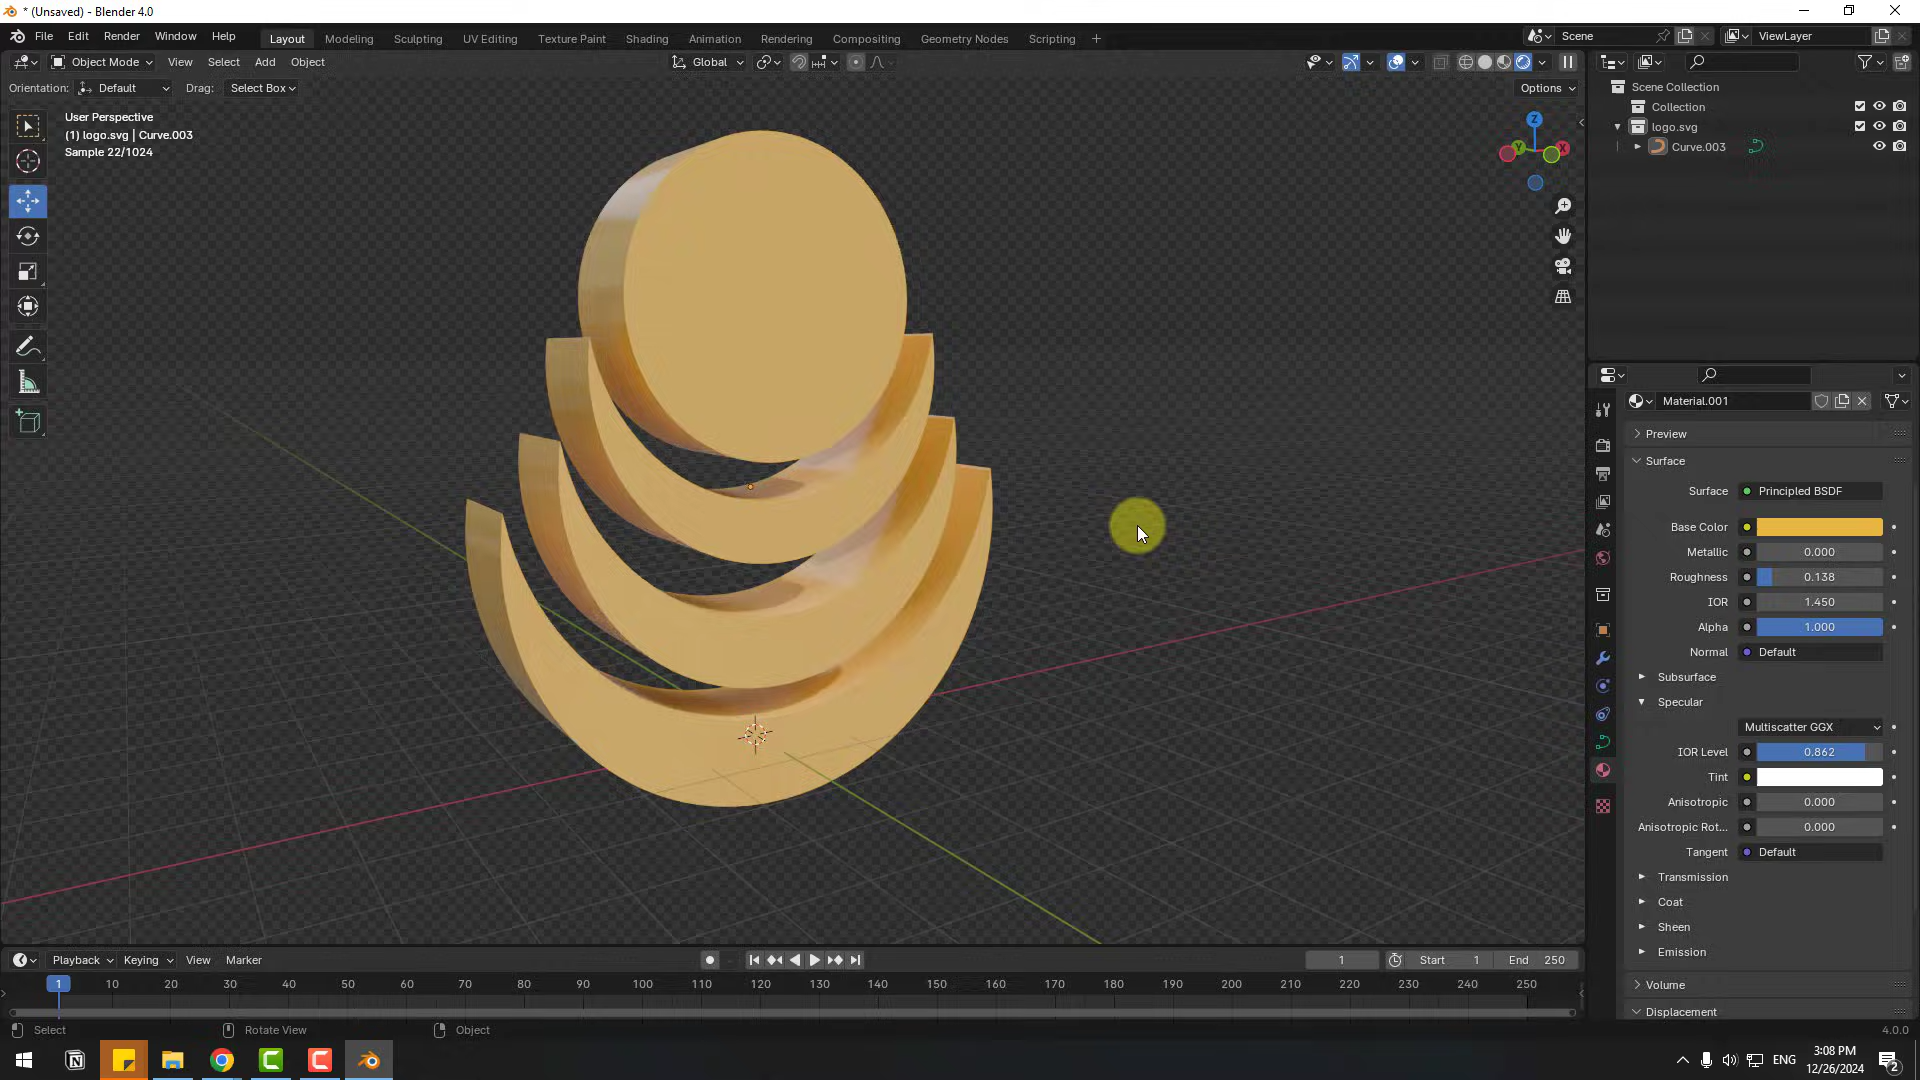 * (Unsaved) - Blender 4.0
File Edit Render Window Help Layout Modeling Sculpting UV Editing Texture Paint Shading Animation Rendering Compositing Geometry Nodes Scripting + Scene ViewLayer
Object Mode View Select Add Object Global
Orientation: Default Drag: Select Box Options
User Perspective
(1) logo.svg | Curve.003
Sample 22/1024
Z
Y
X
Scene Collection
Collection
logo.svg
Curve.003
Material.001
Preview
Surface
Surface Principled BSDF
Base Color
Metallic 0.000
Roughness 0.138
IOR 1.450
Alpha 1.000
Normal Default
Subsurface
Specular
Multiscatter GGX
IOR Level 0.862
Tint
Anisotropic 0.000
Anisotropic Rot... 0.000
Tangent Default
Transmission
Coat
Sheen
Emission
Volume
Displacement
Playback Keying View Marker 1 Start 1 End 250
1 10 20 30 40 50 60 70 80 90 100 110 120 130 140 150 160 170 180 190 200 210 220 230 240 250
Select Rotate View Object 4.0.0
ENG
3:08 PM
12/26/2024
2